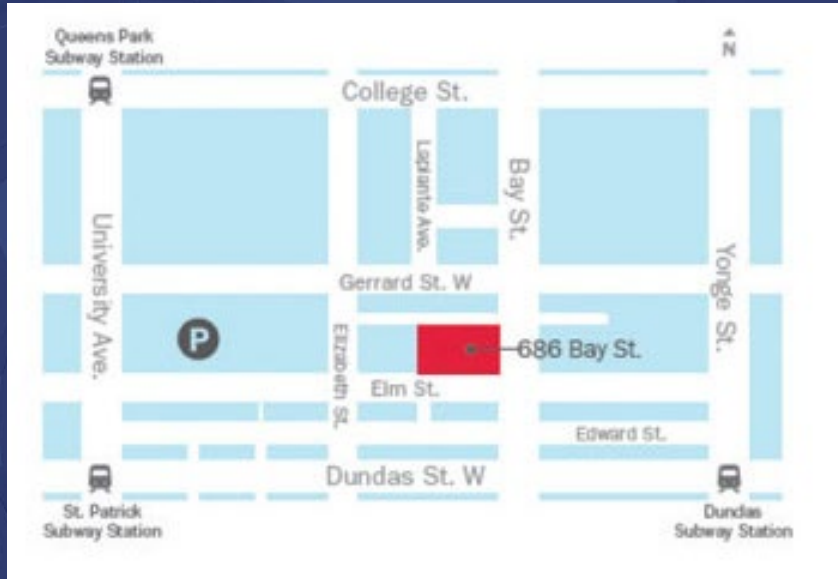 Queens Park
Subway Station
N
College St.
Laplante Ave.
Bay St.
University Ave.
Yonge St.
Gerrard St. W
P
Elizabeth St.
686 Bay St.
Elm St.
Edward St.
Dundas St. W
St. Patrick
Subway Station
Dundas
Subway Station